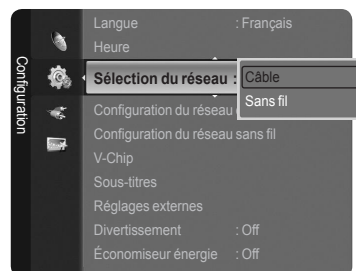 Configuration
Langue : Français
Heure
Sélection du réseau : Câble
Sans fil
Configuration du réseau
Configuration du réseau sans fil
V-Chip
Sous-titres
Réglages externes
Divertissement : Off
Économiseur énergie : Off